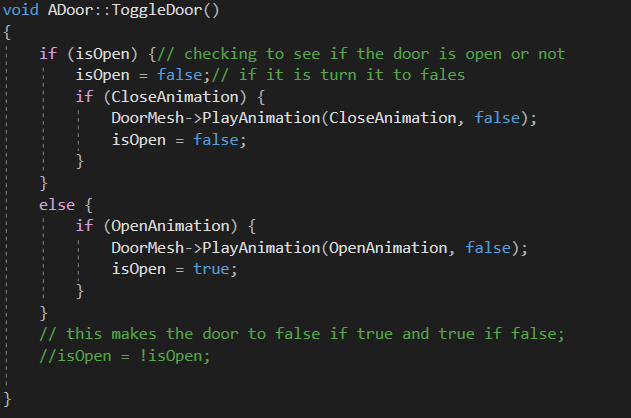 void ADoor::ToggleDoor()
{
    if (isOpen) {// checking to see if the door is open or not
        isOpen = false;// if it is turn it to fales
        if (CloseAnimation) {
            DoorMesh->PlayAnimation(CloseAnimation, false);
            isOpen = false;
        }
    }
    else {
        if (OpenAnimation) {
            DoorMesh->PlayAnimation(OpenAnimation, false);
            isOpen = true;
        }
    }
    // this makes the door to false if true and true if false;
    //isOpen = !isOpen;
}